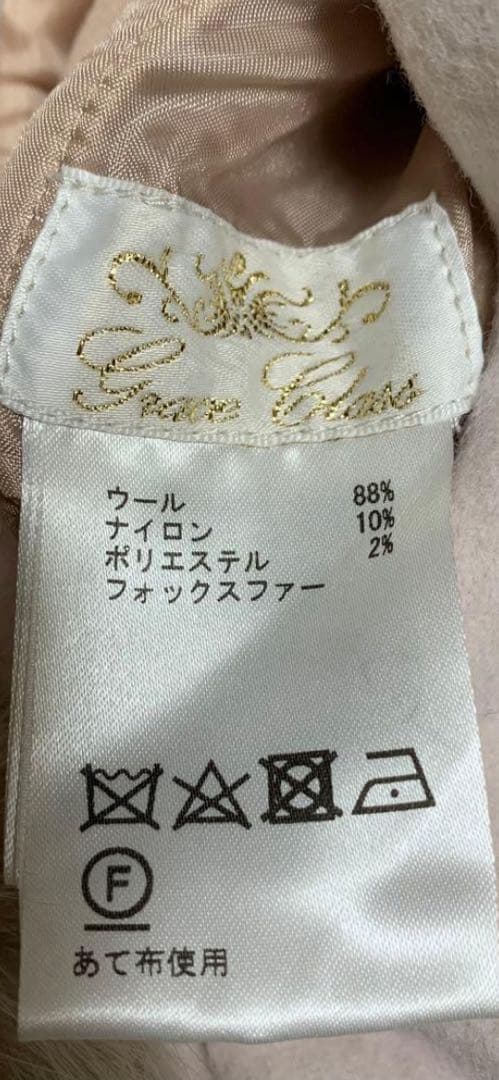 Grace Class
ウール 88%
ナイロン 10%
ポリエステル 2%
フォックスファー
F
あて布使用